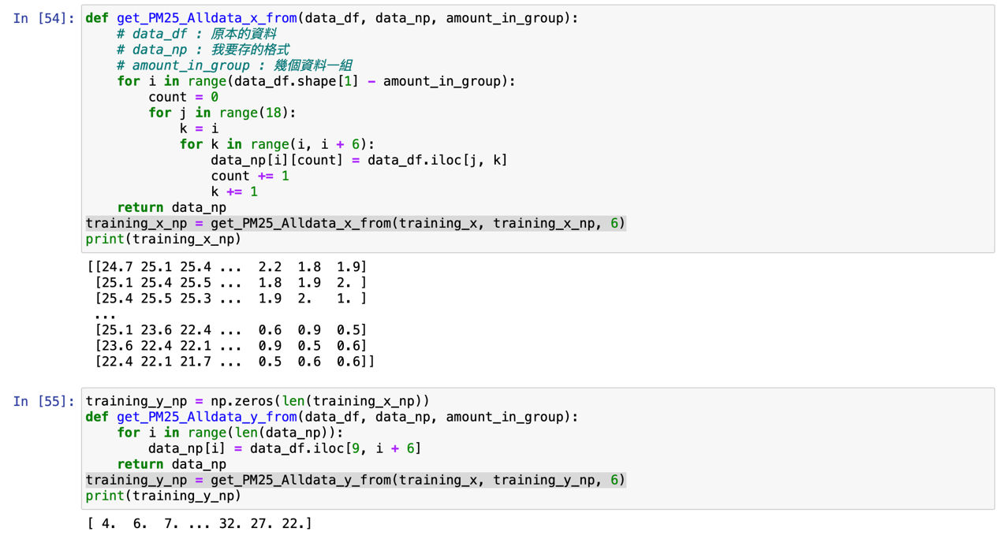 In [54]: def get_PM25_Alldata_x_from(data_df, data_np, amount_in_group):
    # data_df : 原本的資料
    # data_np : 我要存的格式
    # amount_in_group : 幾個資料一組
    for i in range(data_df.shape[1] - amount_in_group):
        count = 0
        for j in range(18):
            k = i
            for k in range(i, i + 6):
                data_np[i][count] = data_df.iloc[j, k]
                count += 1
                k += 1
    return data_np
training_x_np = get_PM25_Alldata_x_from(training_x, training_x_np, 6)
print(training_x_np)
[[24.7 25.1 25.4 ...  2.2  1.8  1.9]
 [25.1 25.4 25.5 ...  1.8  1.9  2. ]
 [25.4 25.5 25.3 ...  1.9  2.   1. ]
 ...
 [25.1 23.6 22.4 ...  0.6  0.9  0.5]
 [23.6 22.4 22.1 ...  0.9  0.5  0.6]
 [22.4 22.1 21.7 ...  0.5  0.6  0.6]]
In [55]: training_y_np = np.zeros(len(training_x_np))
def get_PM25_Alldata_y_from(data_df, data_np, amount_in_group):
    for i in range(len(data_np)):
        data_np[i] = data_df.iloc[9, i + 6]
    return data_np
training_y_np = get_PM25_Alldata_y_from(training_x, training_y_np, 6)
print(training_y_np)
[ 4.  6.  7. ... 32. 27. 22.]